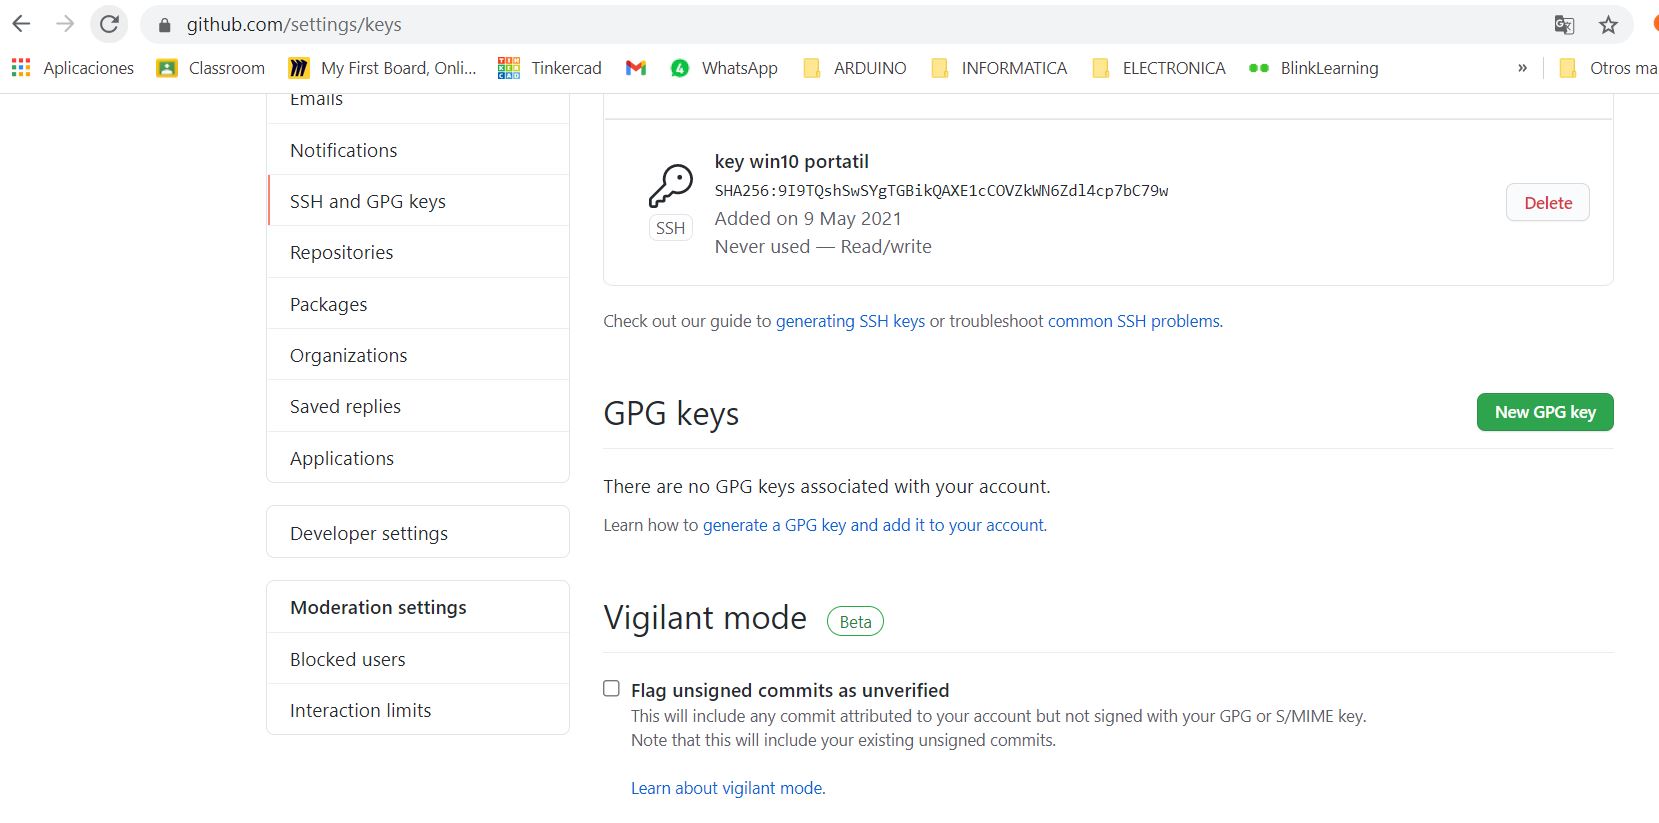 github.com/settings/keys
Aplicaciones Classroom My First Board, Onli... TINKERCAD Tinkercad 4 WhatsApp ARDUINO INFORMATICA ELECTRONICA BlinkLearning » Otros ma
Emails
Notifications
SSH and GPG keys
Repositories
Packages
Organizations
Saved replies
Applications
Developer settings
Moderation settings
Blocked users
Interaction limits
key win10 portatil
SHA256:9I9TQshSwSYgTGBikQAXE1cCOVZkWN6Zdl4cp7bC79w
Added on 9 May 2021
Never used — Read/write
SSH
Delete
Check out our guide to generating SSH keys or troubleshoot common SSH problems.
GPG keys
New GPG key
There are no GPG keys associated with your account.
Learn how to generate a GPG key and add it to your account.
Vigilant mode Beta
Flag unsigned commits as unverified
This will include any commit attributed to your account but not signed with your GPG or S/MIME key.
Note that this will include your existing unsigned commits.
Learn about vigilant mode.